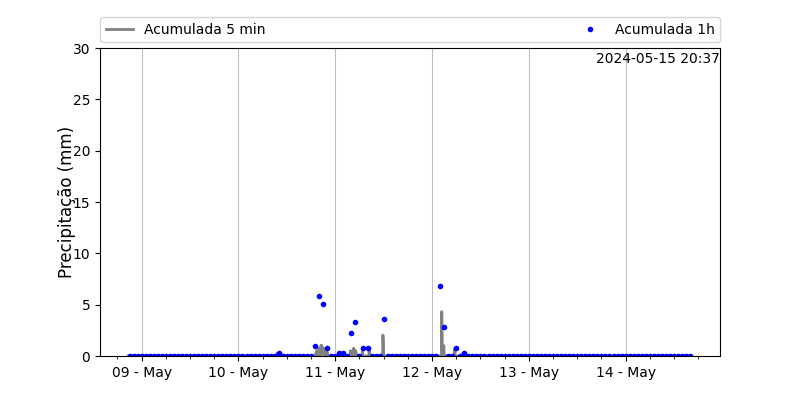 Acumulada 5 min
Acumulada 1h
2024-05-15 20:37
Precipitação (mm)
30
25
20
15
10
5
0
09 - May
10 - May
11 - May
12 - May
13 - May
14 - May